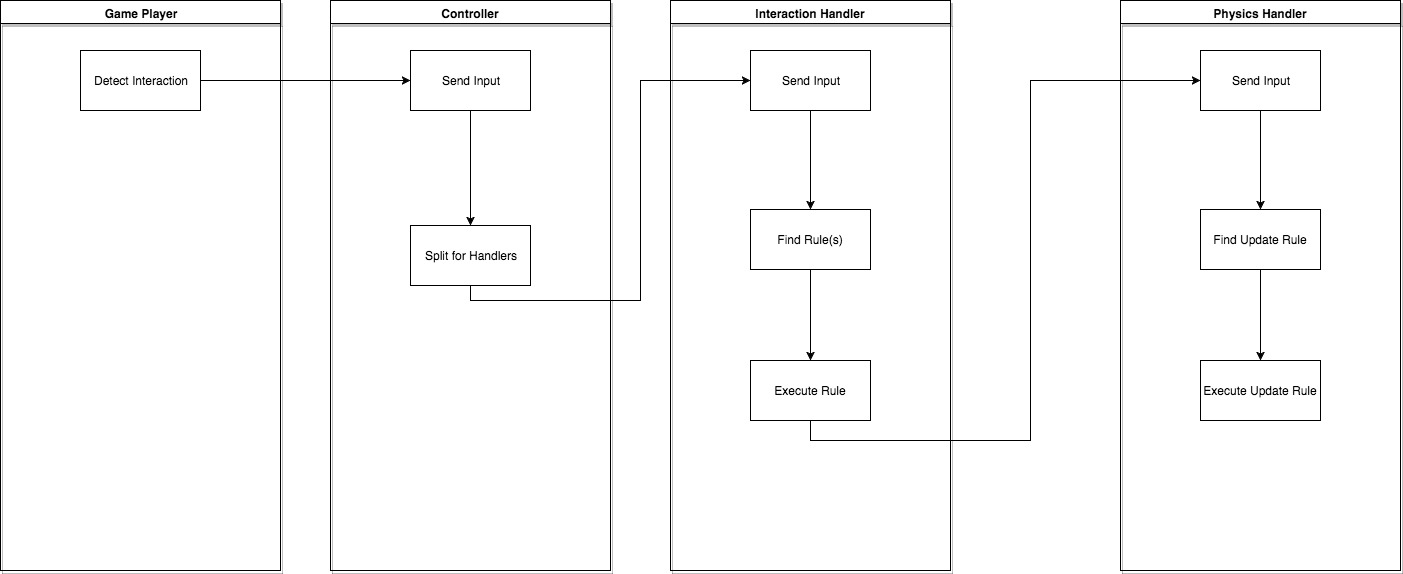 Game Player
Controller
Interaction Handler
Physics Handler
Detect Interaction
Send Input
Send Input
Send Input
Split for Handlers
Find Rule(s)
Find Update Rule
Execute Rule
Execute Update Rule